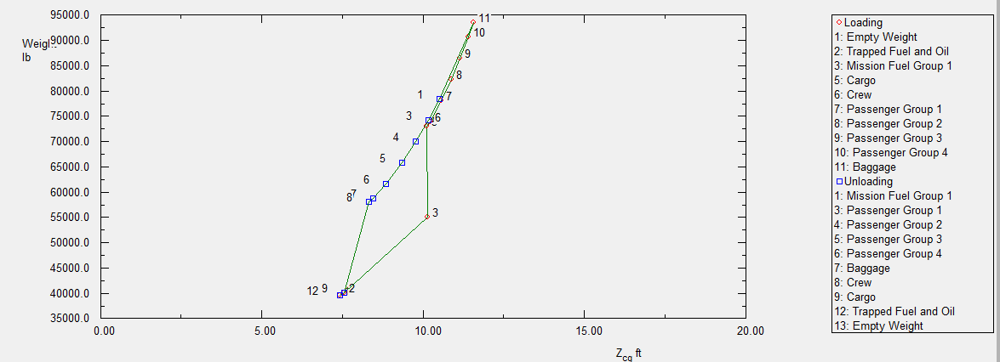 95000.0
90000.0
85000.0
80000.0
75000.0
70000.0
65000.0
60000.0
55000.0
50000.0
45000.0
40000.0
35000.0
lb
0.00
5.00
10.00
15.00
20.00
Zcg ft
11
10
9
8
7
1
3
6
4
5
6
7
8
3
12 9 2
Loading
1: Empty Weight
2: Trapped Fuel and Oil
3: Mission Fuel Group 1
5: Cargo
6: Crew
7: Passenger Group 1
8: Passenger Group 2
9: Passenger Group 3
10: Passenger Group 4
11: Baggage
Unloading
1: Mission Fuel Group 1
3: Passenger Group 1
4: Passenger Group 2
5: Passenger Group 3
6: Passenger Group 4
7: Baggage
8: Crew
9: Cargo
12: Trapped Fuel and Oil
13: Empty Weight